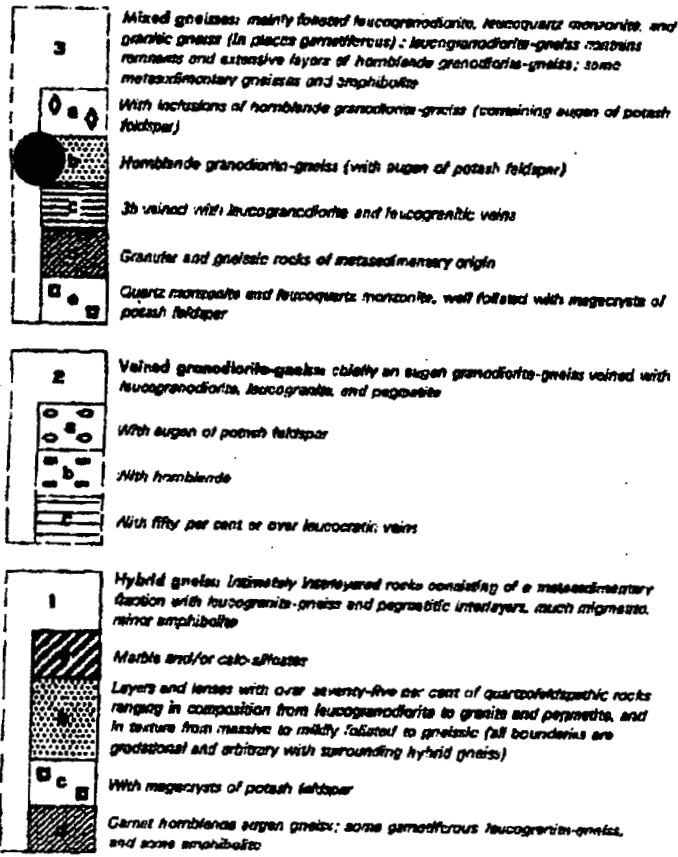 3
Mixed gneisses: mainly foliated leucogranodiorite, leucoquartz monzonite, and
granitic gneiss (in places garnetiferous); leucogranodiorite-gneiss contains
remnants and extensive layers of hornblende granodiorite-gneiss; some
metasedimentary gneisses and amphibolite
a
With inclusions of hornblende granodiorite-gneiss (containing augen of potash
feldspar)
b
Hornblende granodiorite-gneiss (with augen of potash feldspar)
c
3b veined with leucogranodiorite and leucogranitic veins
Granular and gneissic rocks of metasedimentary origin
e
Quartz monzonite and leucoquartz monzonite, well foliated with megacrysts of
potash feldspar
2
Veined granodiorite-gneiss: chiefly an augen granodiorite-gneiss veined with
leucogranodiorite, leucogranite, and pegmatite
a
With augen of potash feldspar
b
With hornblende
c
With fifty per cent or over leucocratic veins
1
Hybrid gneiss: intimately interlayered rocks consisting of a metasedimentary
fraction with leucogranite-gneiss and pegmatitic interlayers, much migmatite,
minor amphibolite
Marble and/or calc-silicates
b
Layers and lenses with over seventy-five per cent of quartzofeldspathic rocks
ranging in composition from leucogranodiorite to granite and pegmatite, and
in texture from massive to mildly foliated to gneissic (all boundaries are
gradational and arbitrary with surrounding hybrid gneiss)
c
With megacrysts of potash feldspar
d
Garnet hornblende augen gneiss; some garnetiferous leucogranite-gneiss,
and some amphibolite